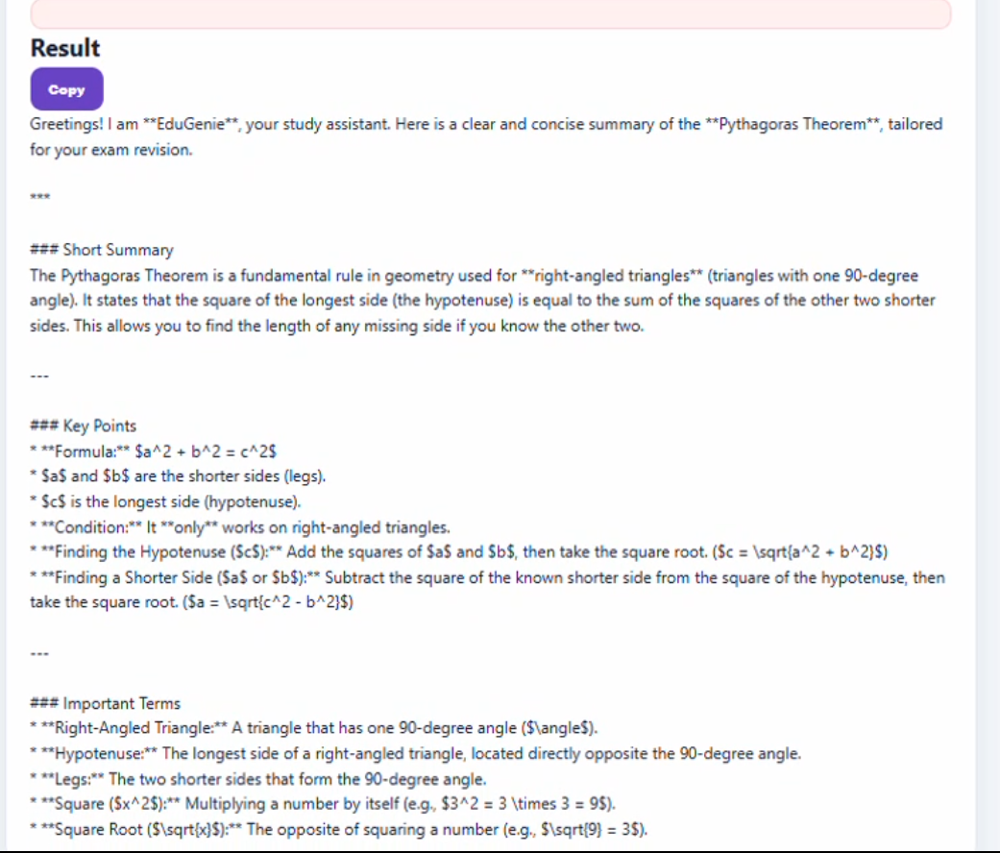 Result
Copy
Greetings! I am **EduGenie**, your study assistant. Here is a clear and concise summary of the **Pythagoras Theorem**, tailored
for your exam revision.
***
### Short Summary
The Pythagoras Theorem is a fundamental rule in geometry used for **right-angled triangles** (triangles with one 90-degree
angle). It states that the square of the longest side (the hypotenuse) is equal to the sum of the squares of the other two shorter
sides. This allows you to find the length of any missing side if you know the other two.
---
### Key Points
* **Formula:** $a^2 + b^2 = c^2$
* $a$ and $b$ are the shorter sides (legs).
* $c$ is the longest side (hypotenuse).
* **Condition:** It **only** works on right-angled triangles.
* **Finding the Hypotenuse ($c$):** Add the squares of $a$ and $b$, then take the square root. ($c = \sqrt{a^2 + b^2}$)
* **Finding a Shorter Side ($a$ or $b$):** Subtract the square of the known shorter side from the square of the hypotenuse, then
take the square root. ($a = \sqrt{c^2 - b^2}$)
---
### Important Terms
* **Right-Angled Triangle:** A triangle that has one 90-degree angle ($\angle$).
* **Hypotenuse:** The longest side of a right-angled triangle, located directly opposite the 90-degree angle.
* **Legs:** The two shorter sides that form the 90-degree angle.
* **Square ($x^2$):** Multiplying a number by itself (e.g., $3^2 = 3 \times 3 = 9$).
* **Square Root ($\sqrt{x}$):** The opposite of squaring a number (e.g., $\sqrt{9} = 3$).